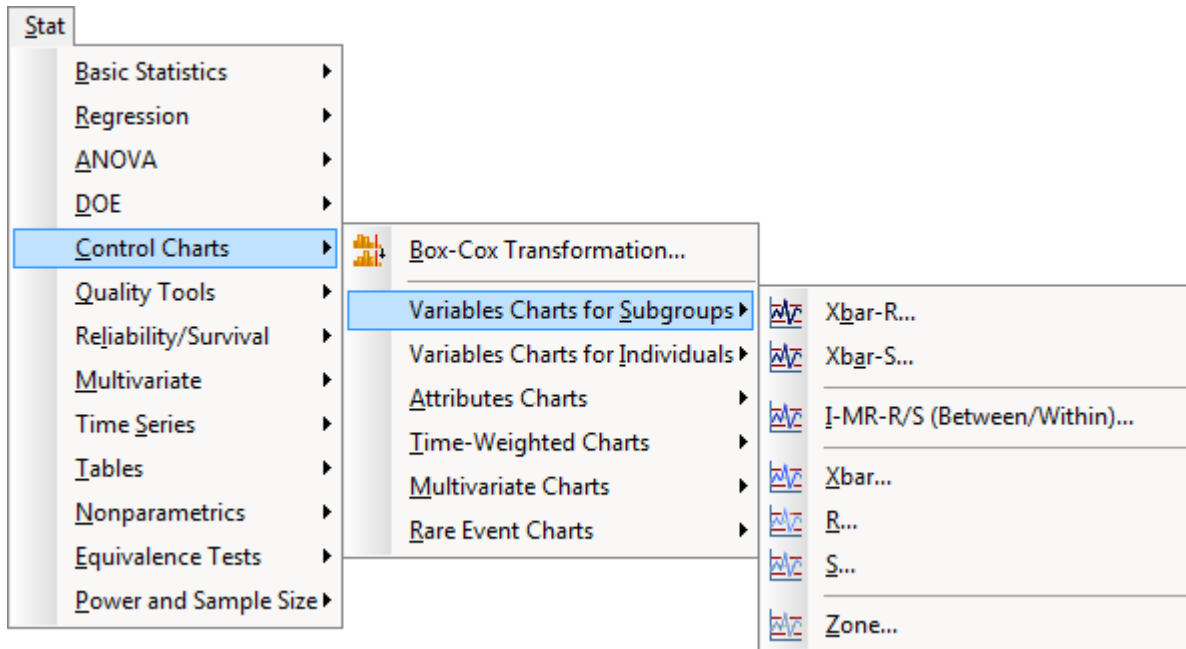 Stat
Basic Statistics
Regression
ANOVA
DOE
Control Charts
Quality Tools
Reliability/Survival
Multivariate
Time Series
Tables
Nonparametrics
Equivalence Tests
Power and Sample Size
Box-Cox Transformation...
Variables Charts for Subgroups
Variables Charts for Individuals
Attributes Charts
Time-Weighted Charts
Multivariate Charts
Rare Event Charts
Xbar-R...
Xbar-S...
I-MR-R/S (Between/Within)...
Xbar...
R...
S...
Zone...